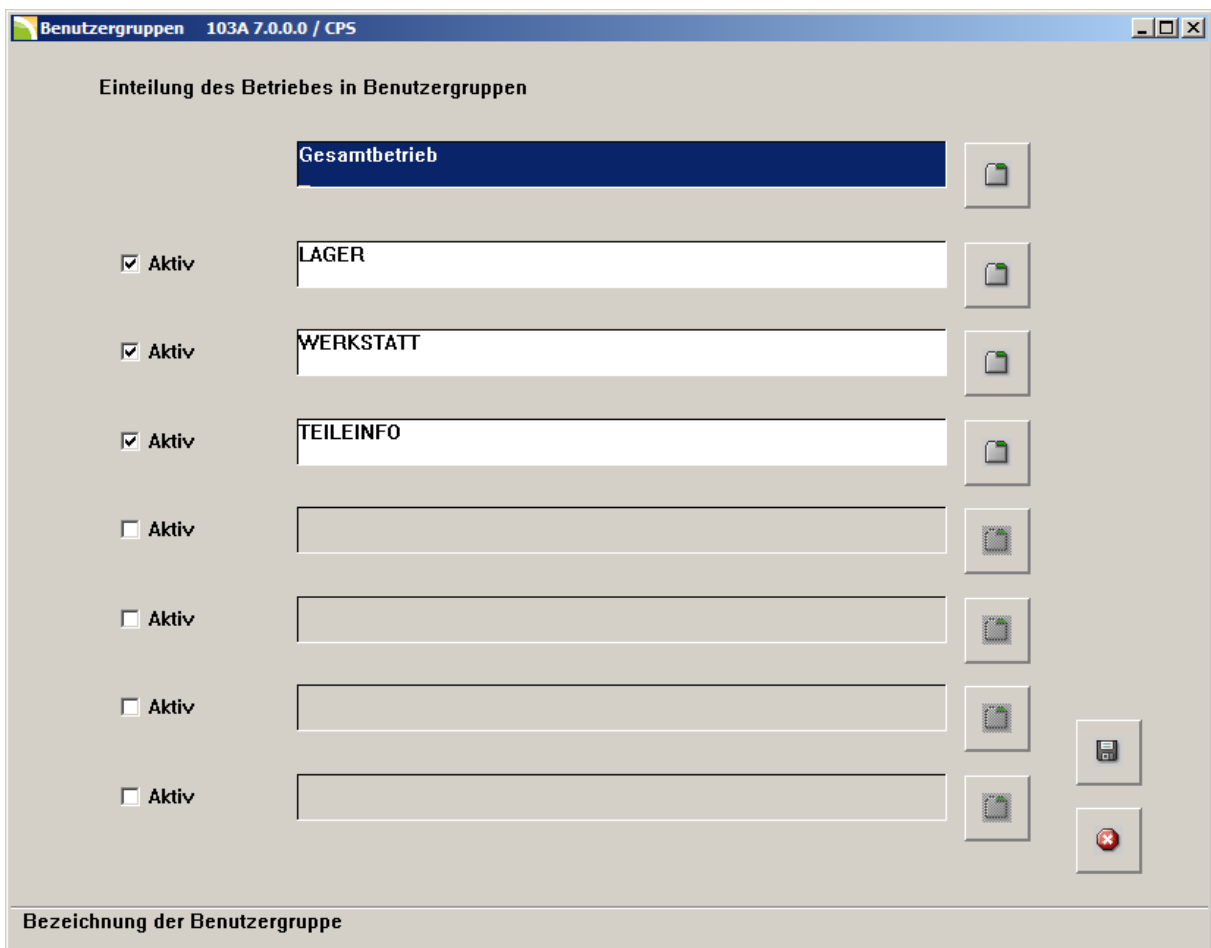 Benutzergruppen 103A 7.0.0.0 / CPS
Einteilung des Betriebes in Benutzergruppen
Gesamtbetrieb
Aktiv LAGER
Aktiv WERKSTATT
Aktiv TEILEINFO
Aktiv
Aktiv
Aktiv
Aktiv
Bezeichnung der Benutzergruppe